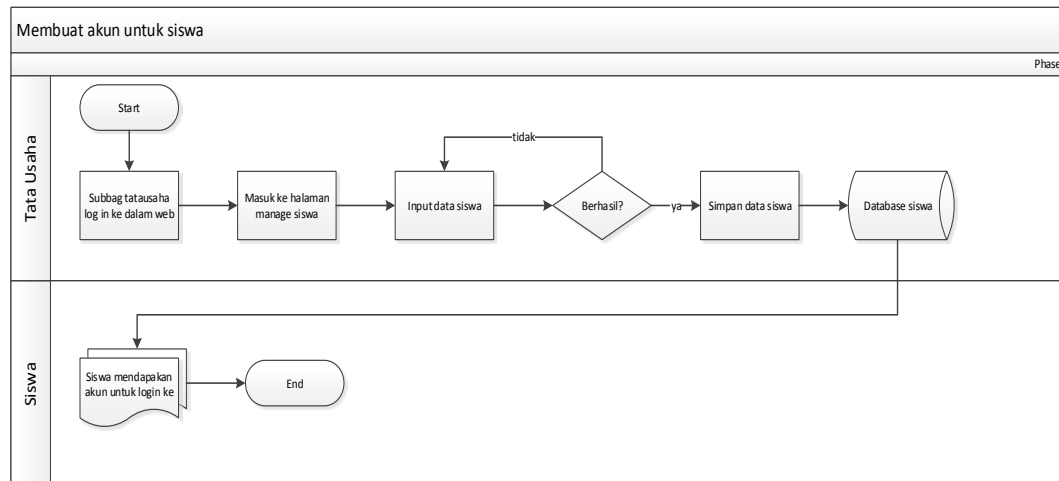 Membuat akun untuk siswa
Phase
Tata Usaha
Start
tidak
Subbag tatausaha
log in ke dalam web
Masuk ke halaman
manage siswa
Input data siswa
Berhasil?
ya
Simpan data siswa
Database siswa
Siswa
Siswa mendapakan
akun untuk login ke
End